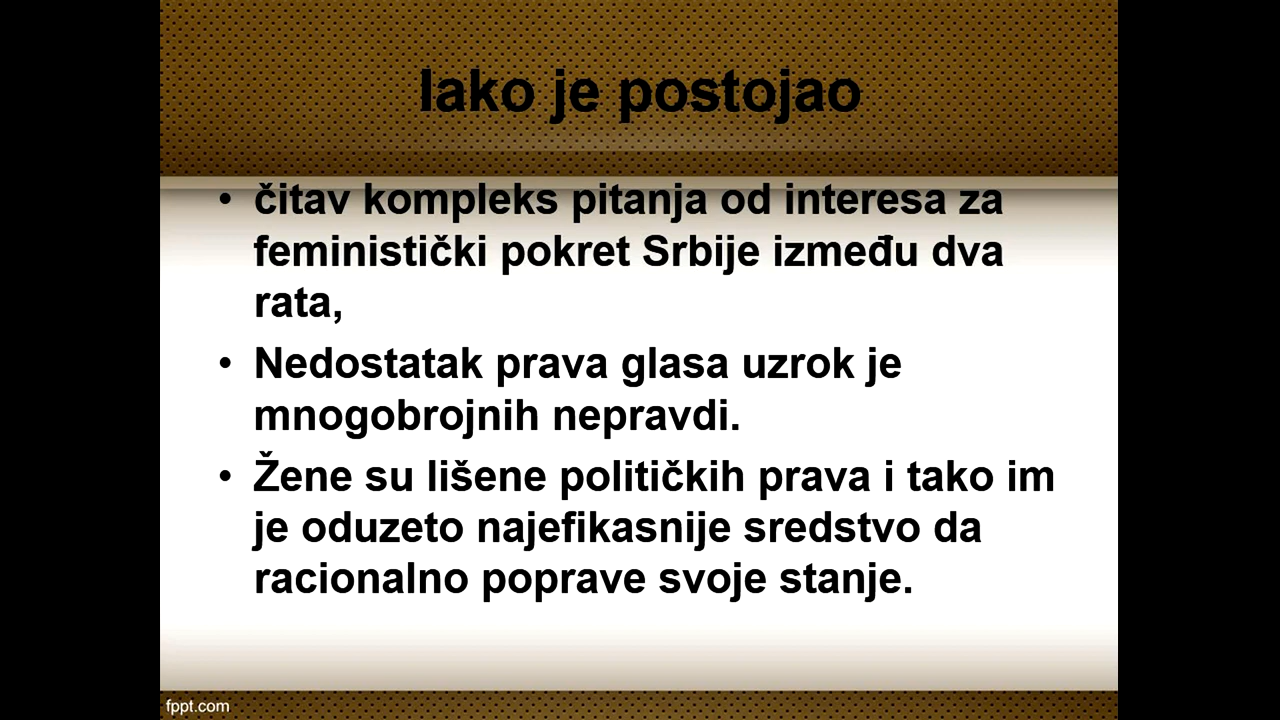 Iako je postojao
• čitav kompleks pitanja od interesa za
feministički pokret Srbije između dva
rata,
• Nedostatak prava glasa uzrok je
mnogobrojnih nepravdi.
• Žene su lišene političkih prava i tako im
je oduzeto najefikasnije sredstvo da
racionalno poprave svoje stanje.
fppt.com